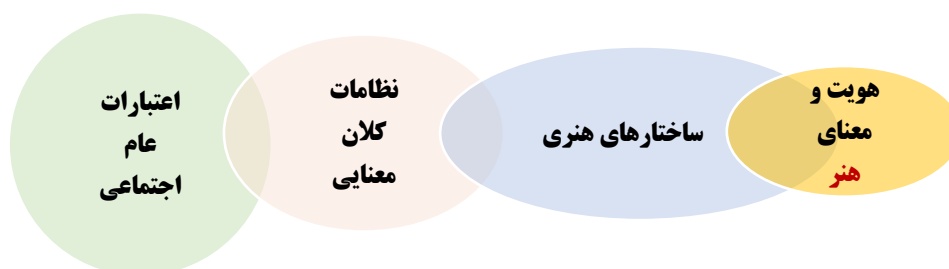 هویت و
معنای
هنر
ساختارهای هنری
نظامات
کلان
معنایی
اعتبارات
عام
اجتماعی